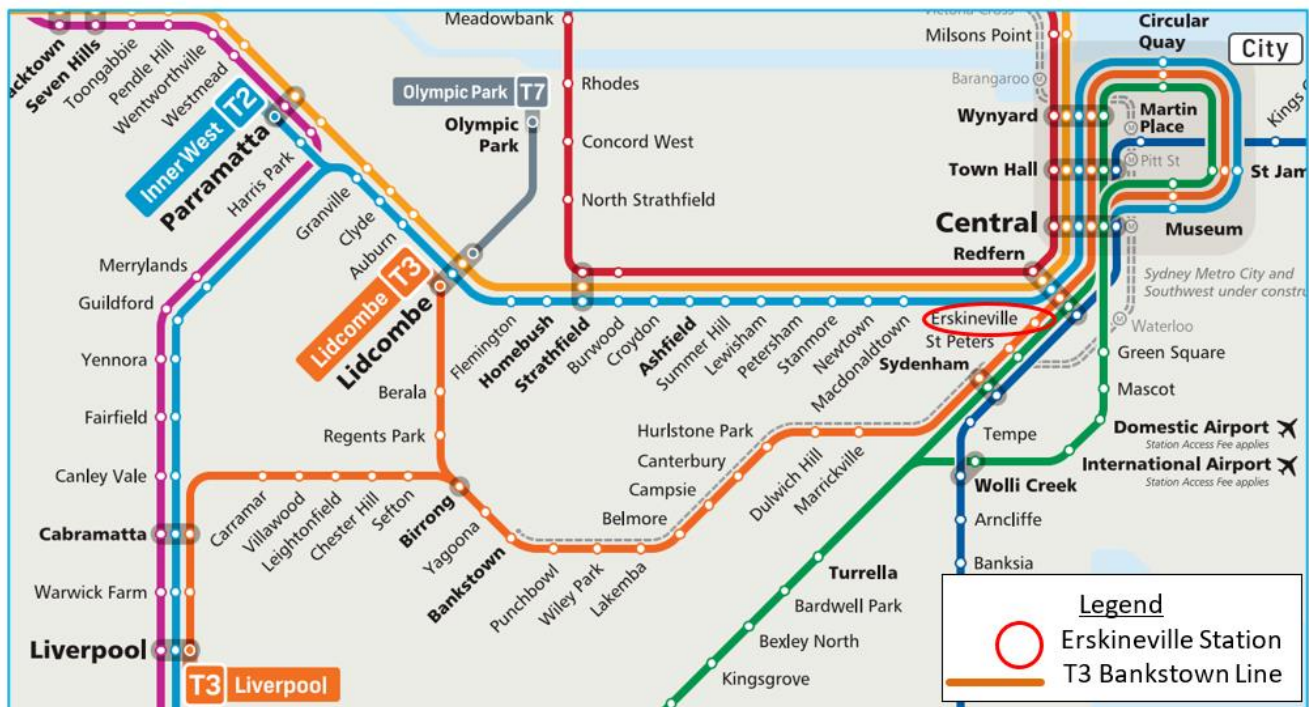 Meadowbank
Victoria Cross
Milsons Point
Circular
Quay
City
acktown
Seven Hills
Toongabbie
Pendle Hill
Wentworthville
Westmead
Inner West T2
Parramatta
Harris Park
Olympic Park T7
Olympic
Park
Rhodes
Concord West
North Strathfield
Barangaroo
M
Wynyard
Martin
Place
M
Kings
Town Hall
M
Pitt St
St Jam
Central
M
Museum
Redfern
Merrylands
Guildford
Yennora
Fairfield
Canley Vale
Cabramatta
Warwick Farm
Liverpool
T3 Liverpool
Granville
Clyde
Auburn
Lidcombe T3
Lidcombe
Berala
Regents Park
Carramar
Villawood
Leightonfield
Chester Hill
Sefton
Birrong
Yagoona
Bankstown
Punchbowl
Wiley Park
Lakemba
Belmore
Campsie
Canterbury
Hurlstone Park
Dulwich Hill
Marrickville
Flemington
Homebush
Strathfield
Burwood
Croydon
Ashfield
Summer Hill
Lewisham
Petersham
Stanmore
Newtown
Macdonaldtown
Erskineville
St Peters
Sydenham
Sydney Metro City and
Southwest under constru
M
Waterloo
Green Square
Mascot
Domestic Airport
Station Access Fee applies
International Airport
Station Access Fee applies
Tempe
Wolli Creek
Arncliffe
Banksia
Turrella
Bardwell Park
Bexley North
Kingsgrove
Legend
Erskineville Station
T3 Bankstown Line